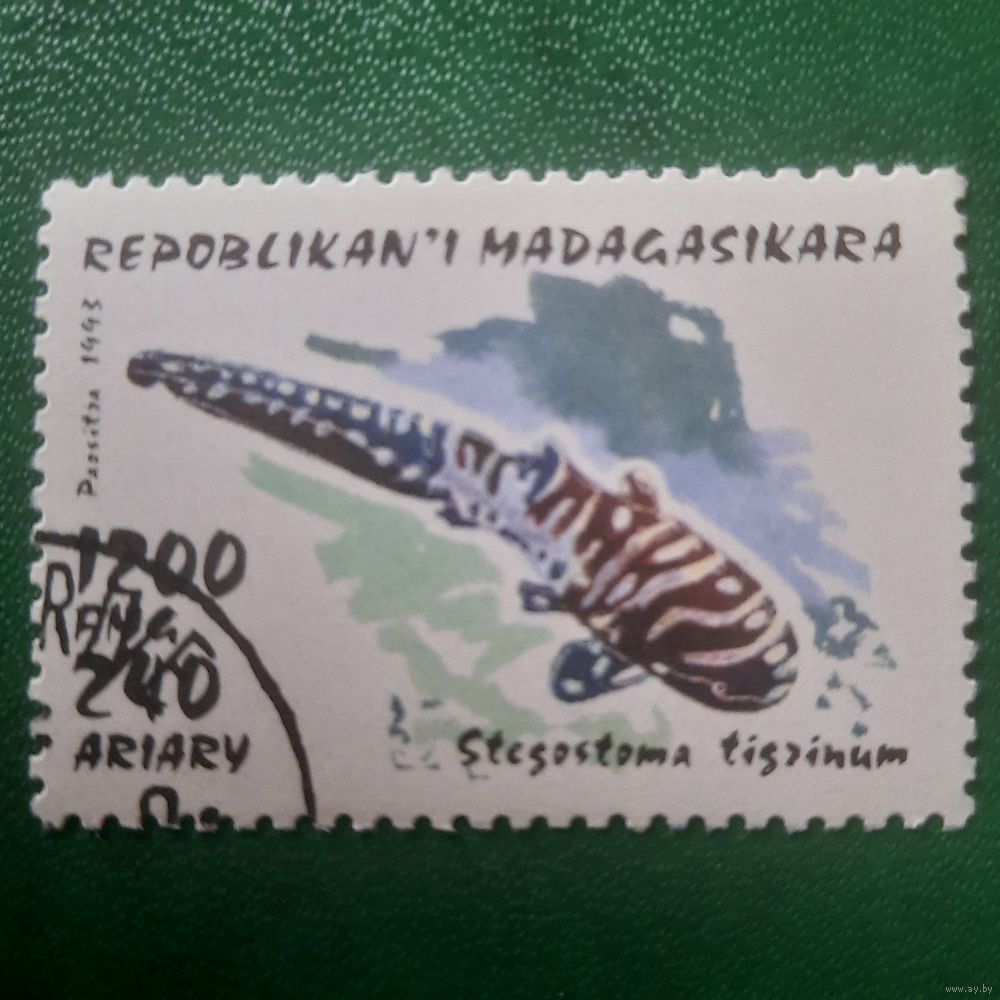 REPOBLIKAN'I MADAGASIKARA
Paositra 1993
1200
240
ARIARY
Stegostoma tigrinum
www.ay.by